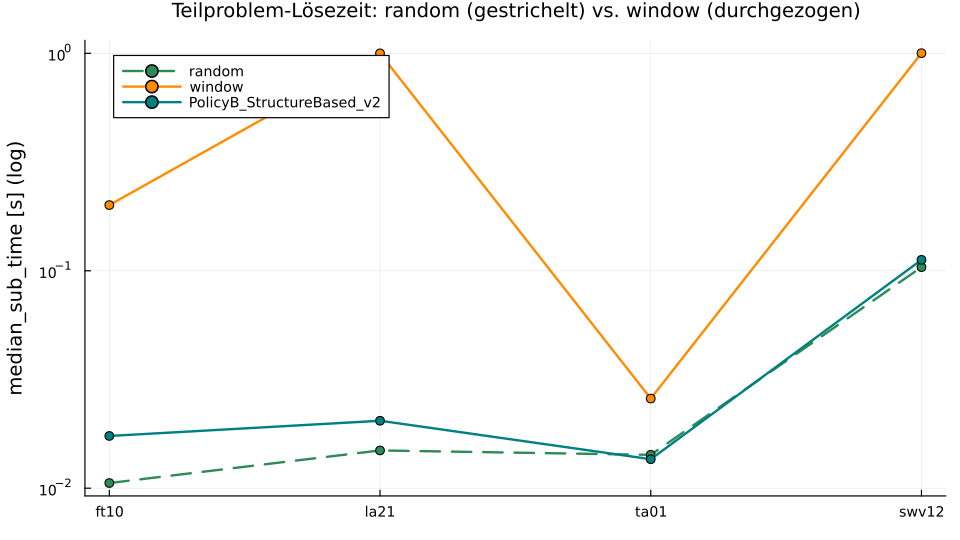 Teilproblem-Lösezeit: random (gestrichelt) vs. window (durchgezogen)
median_sub_time [s] (log)
10⁰
10⁻¹
10⁻²
random
window
PolicyB_StructureBased_v2
ft10
la21
ta01
swv12